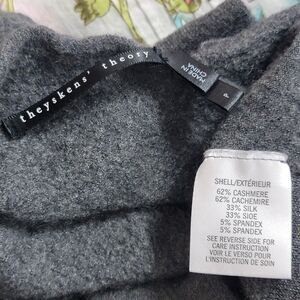 theyskens' theory
MADE IN
CHINA
P
SHELL/EXTÉRIEUR
62% CASHMERE
62% CACHEMIRE
33% SILK
33% SIOE
5% SPANDEX
5% SPANDEX
SEE REVERSE SIDE FOR
CARE INSTRUCTION
VOIR LE VERSO POUR
L'INSTRUCTION DE SOIN